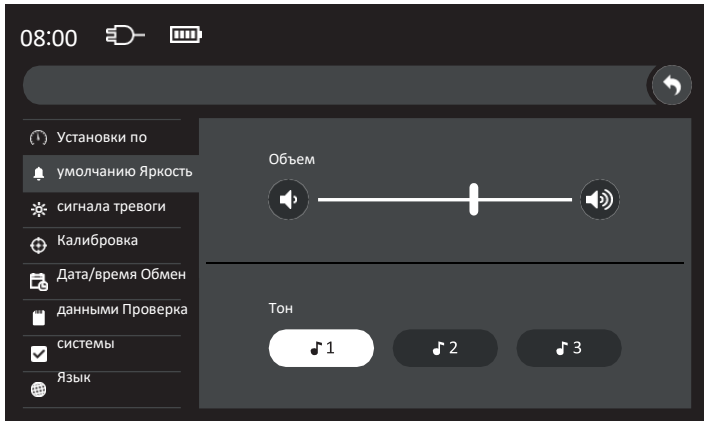 08:00
Установки по
умолчанию Яркость
сигнала тревоги
Калибровка
Дата/время Обмен
данными Проверка
системы
Язык
Объем
Тон
1
2
3